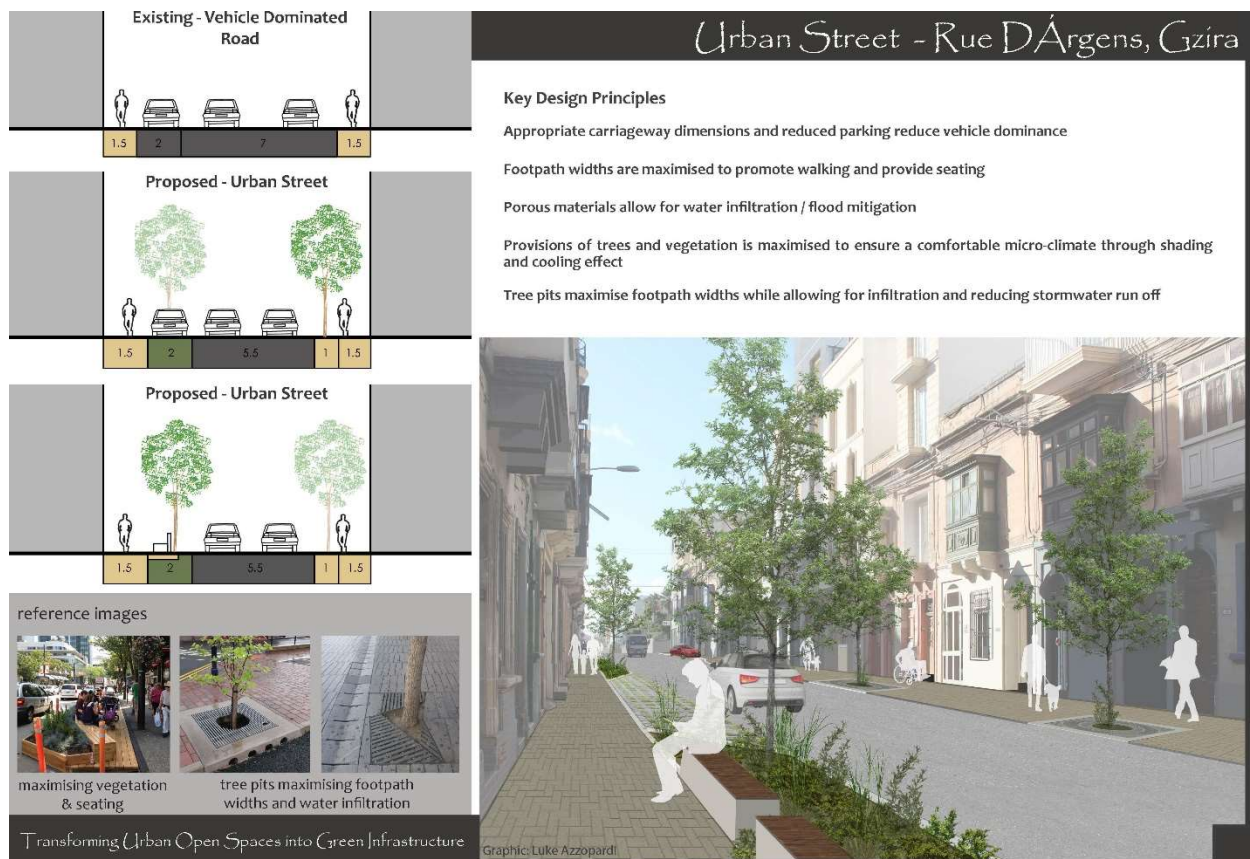 Existing - Vehicle Dominated
Road
1.5 2 7 1.5
Proposed - Urban Street
1.5 2 5.5 1 1.5
Proposed - Urban Street
1.5 2 5.5 1 1.5
reference images
maximising vegetation
& seating
tree pits maximising footpath
widths and water infiltration
Transforming Urban Open Spaces into Green Infrastructure
Urban Street - Rue DÁrgens, Gzira
Key Design Principles
Appropriate carriageway dimensions and reduced parking reduce vehicle dominance
Footpath widths are maximised to promote walking and provide seating
Porous materials allow for water infiltration / flood mitigation
Provisions of trees and vegetation is maximised to ensure a comfortable micro-climate through shading
and cooling effect
Tree pits maximise footpath widths while allowing for infiltration and reducing stormwater run off
Graphic: Luke Azzopardi